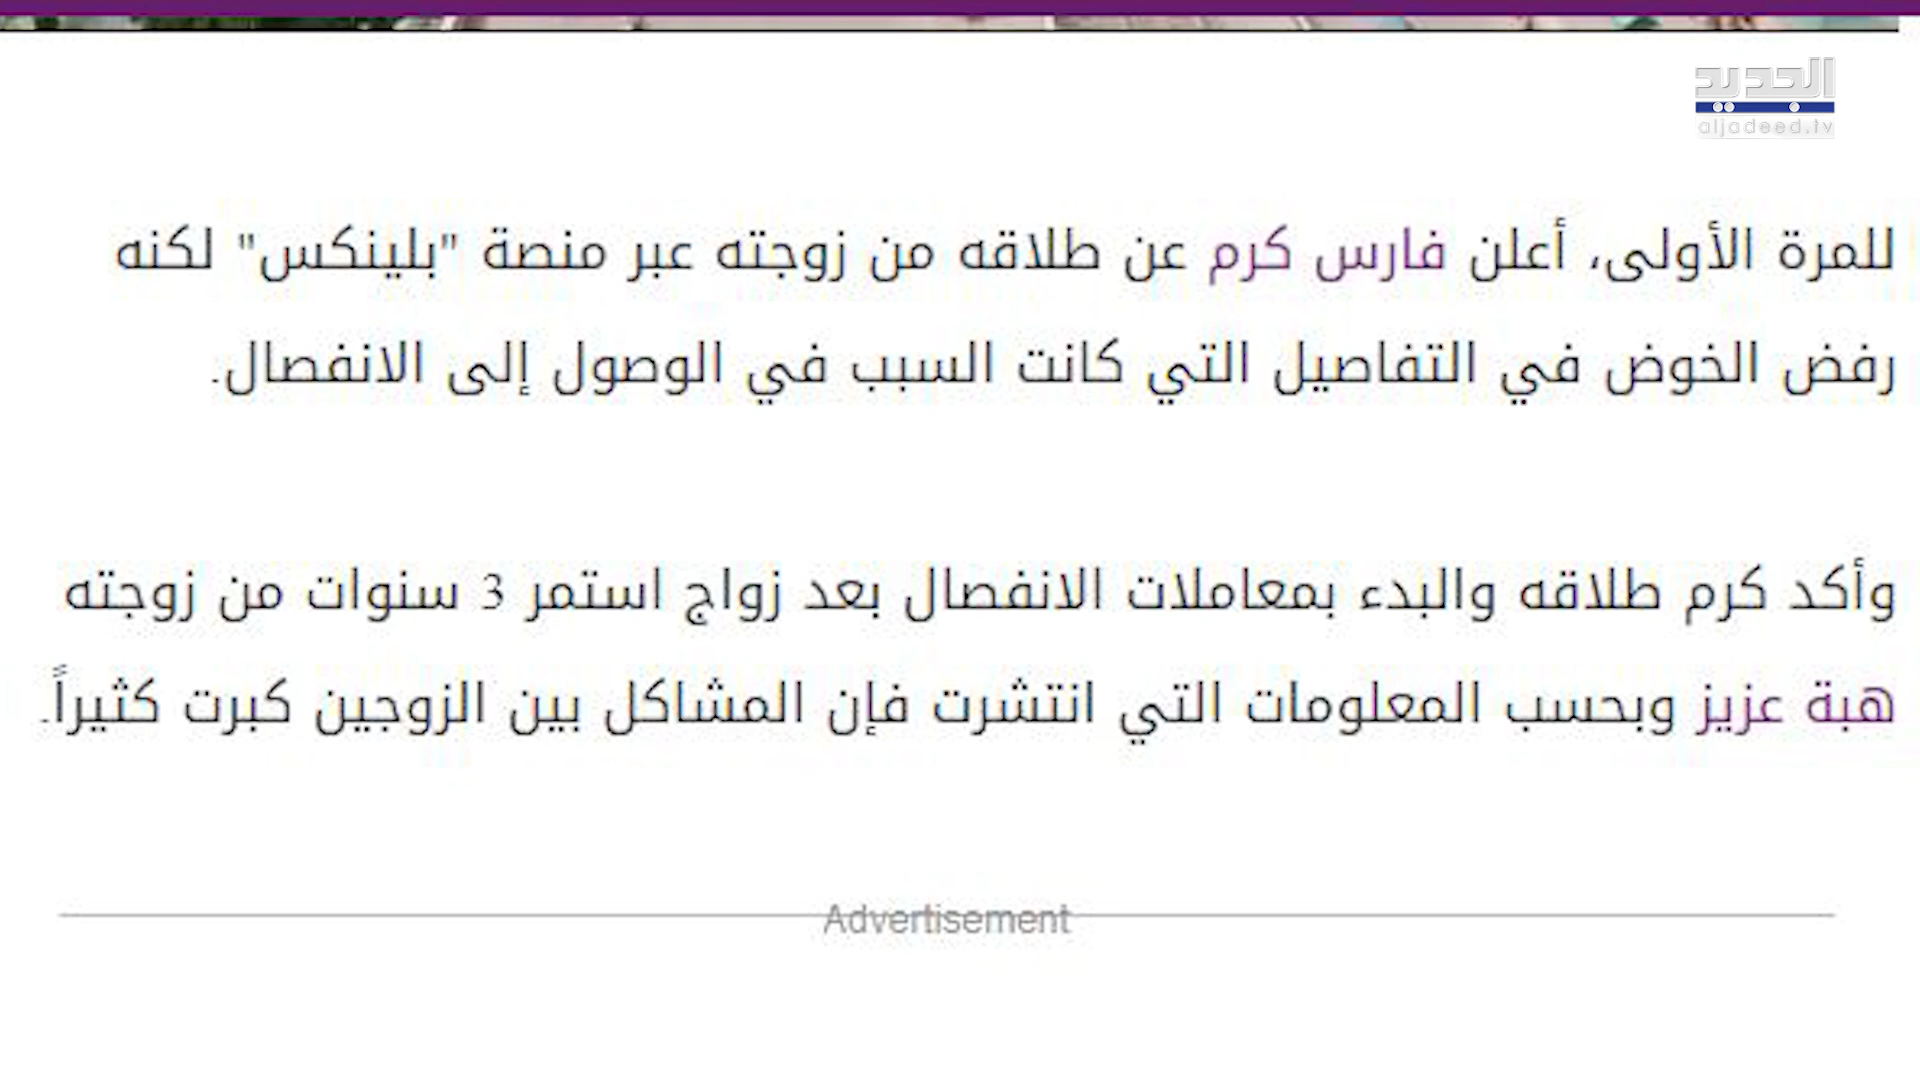 الجديد
aljadeed.tv
للمرة الأولى، أعلن فارس كرم عن طلاقه من زوجته عبر منصة "بلينكس" لكنه
رفض الخوض في التفاصيل التي كانت السبب في الوصول إلى الانفصال.
وأكد كرم طلاقه والبدء بمعاملات الانفصال بعد زواج استمر 3 سنوات من زوجته
هبة عزيز وبحسب المعلومات التي انتشرت فإن المشاكل بين الزوجين كبرت كثيراً.
Advertisement